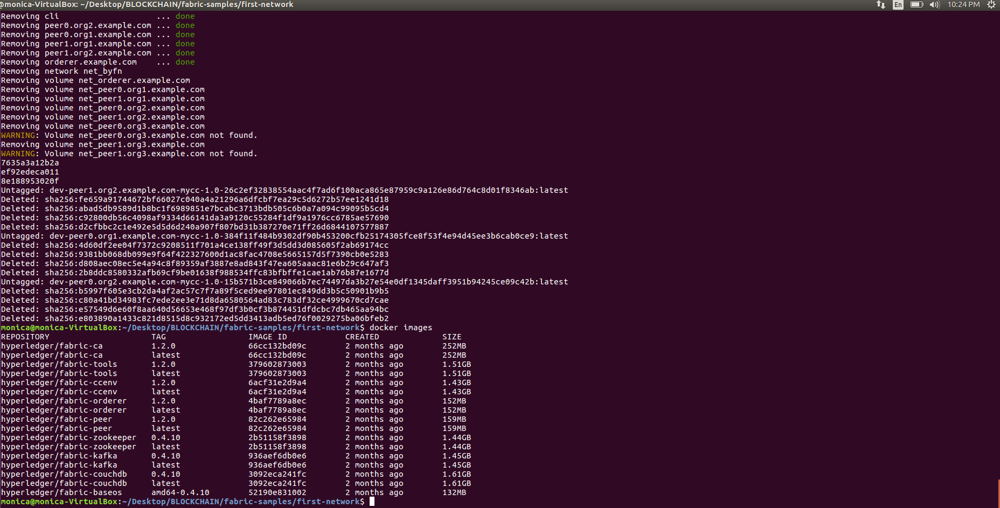 @monica-VirtualBox: ~/Desktop/BLOCKCHAIN/fabric-samples/first-network En 10:24 PM
Removing cli ... done
Removing peer0.org2.example.com ... done
Removing peer0.org1.example.com ... done
Removing peer1.org1.example.com ... done
Removing peer1.org2.example.com ... done
Removing orderer.example.com ... done
Removing network net_byfn
Removing volume net_orderer.example.com
Removing volume net_peer0.org1.example.com
Removing volume net_peer1.org1.example.com
Removing volume net_peer0.org2.example.com
Removing volume net_peer1.org2.example.com
Removing volume net_peer0.org3.example.com
WARNING: Volume net_peer0.org3.example.com not found.
Removing volume net_peer1.org3.example.com
WARNING: Volume net_peer1.org3.example.com not found.
7635a3a12b2a
ef92edeca011
8e188953020f
Untagged: dev-peer1.org2.example.com-mycc-1.0-26c2ef32838554aac4f7ad6f100aca865e87959c9a126e86d764c8d01f8346ab:latest
Deleted: sha256:fe659a91744672bf66027c040a4a21296a6dfcbf7ea29c5d6272b57ee1241d18
Deleted: sha256:abad5db9589d1b8bc1f6989851e7bcabc3713bdb505c6b0a7a094c99095b5cd4
Deleted: sha256:c92800db56c4098af9334d66141da3a9120c55284f1df9a1976cc6785ae57690
Deleted: sha256:d2cfbbc2c1e492e5d5d6d240a907f807bd31b387270e71ff26d6844107577887
Untagged: dev-peer0.org1.example.com-mycc-1.0-384f11f484b9302df90b453200cfb25174305fce8f53f4e94d45ee3b6cab0ce9:latest
Deleted: sha256:4d60df2ee04f7372c9208511f701a4ce138ff49f3d5dd3d085605f2ab69174cc
Deleted: sha256:9381bb068db099e9f64f422327600d1ac8fac4708e5665157d5f7390cb0e5283
Deleted: sha256:d808aec08ec5e4a94c8f89359af3887e8ad843f47ea605aaac81e6b29c647af3
Deleted: sha256:2b8ddc8580332afb69cf9be01638f988534ffc83bfbffe1cae1ab76b87e1677d
Untagged: dev-peer0.org2.example.com-mycc-1.0-15b571b3ce849066b7ec74497da3b27e54e0df1345daff3951b94245ce09c42b:latest
Deleted: sha256:b5997f605e3cb2da4af2ac57c7f7a89f5ced9ee97801ec849dd3b5c50901b9b5
Deleted: sha256:c80a41bd34983fc7ede2ee3e71d8da6580564ad83c783df32ce4999670cd7cae
Deleted: sha256:e57549d6e60f8aa640d56653e468f97df3b0cf3b874451dfdcbc7db465aa94bc
Deleted: sha256:e803890a1433c821d8515d8c932172ed5dd3413adb5ed76f0029275ba06bfeb2
monica@monica-VirtualBox:~/Desktop/BLOCKCHAIN/fabric-samples/first-network$ docker images
REPOSITORY TAG IMAGE ID CREATED SIZE
hyperledger/fabric-ca 1.2.0 66cc132bd09c 2 months ago 252MB
hyperledger/fabric-ca latest 66cc132bd09c 2 months ago 252MB
hyperledger/fabric-tools 1.2.0 379602873003 2 months ago 1.51GB
hyperledger/fabric-tools latest 379602873003 2 months ago 1.51GB
hyperledger/fabric-ccenv 1.2.0 6acf31e2d9a4 2 months ago 1.43GB
hyperledger/fabric-ccenv latest 6acf31e2d9a4 2 months ago 1.43GB
hyperledger/fabric-orderer 1.2.0 4baf7789a8ec 2 months ago 152MB
hyperledger/fabric-orderer latest 4baf7789a8ec 2 months ago 152MB
hyperledger/fabric-peer 1.2.0 82c262e65984 2 months ago 159MB
hyperledger/fabric-peer latest 82c262e65984 2 months ago 159MB
hyperledger/fabric-zookeeper 0.4.10 2b51158f3898 2 months ago 1.44GB
hyperledger/fabric-zookeeper latest 2b51158f3898 2 months ago 1.44GB
hyperledger/fabric-kafka 0.4.10 936aef6db0e6 2 months ago 1.45GB
hyperledger/fabric-kafka latest 936aef6db0e6 2 months ago 1.45GB
hyperledger/fabric-couchdb 0.4.10 3092eca241fc 2 months ago 1.61GB
hyperledger/fabric-couchdb latest 3092eca241fc 2 months ago 1.61GB
hyperledger/fabric-baseos amd64-0.4.10 52190e831002 2 months ago 132MB
monica@monica-VirtualBox:~/Desktop/BLOCKCHAIN/fabric-samples/first-network$